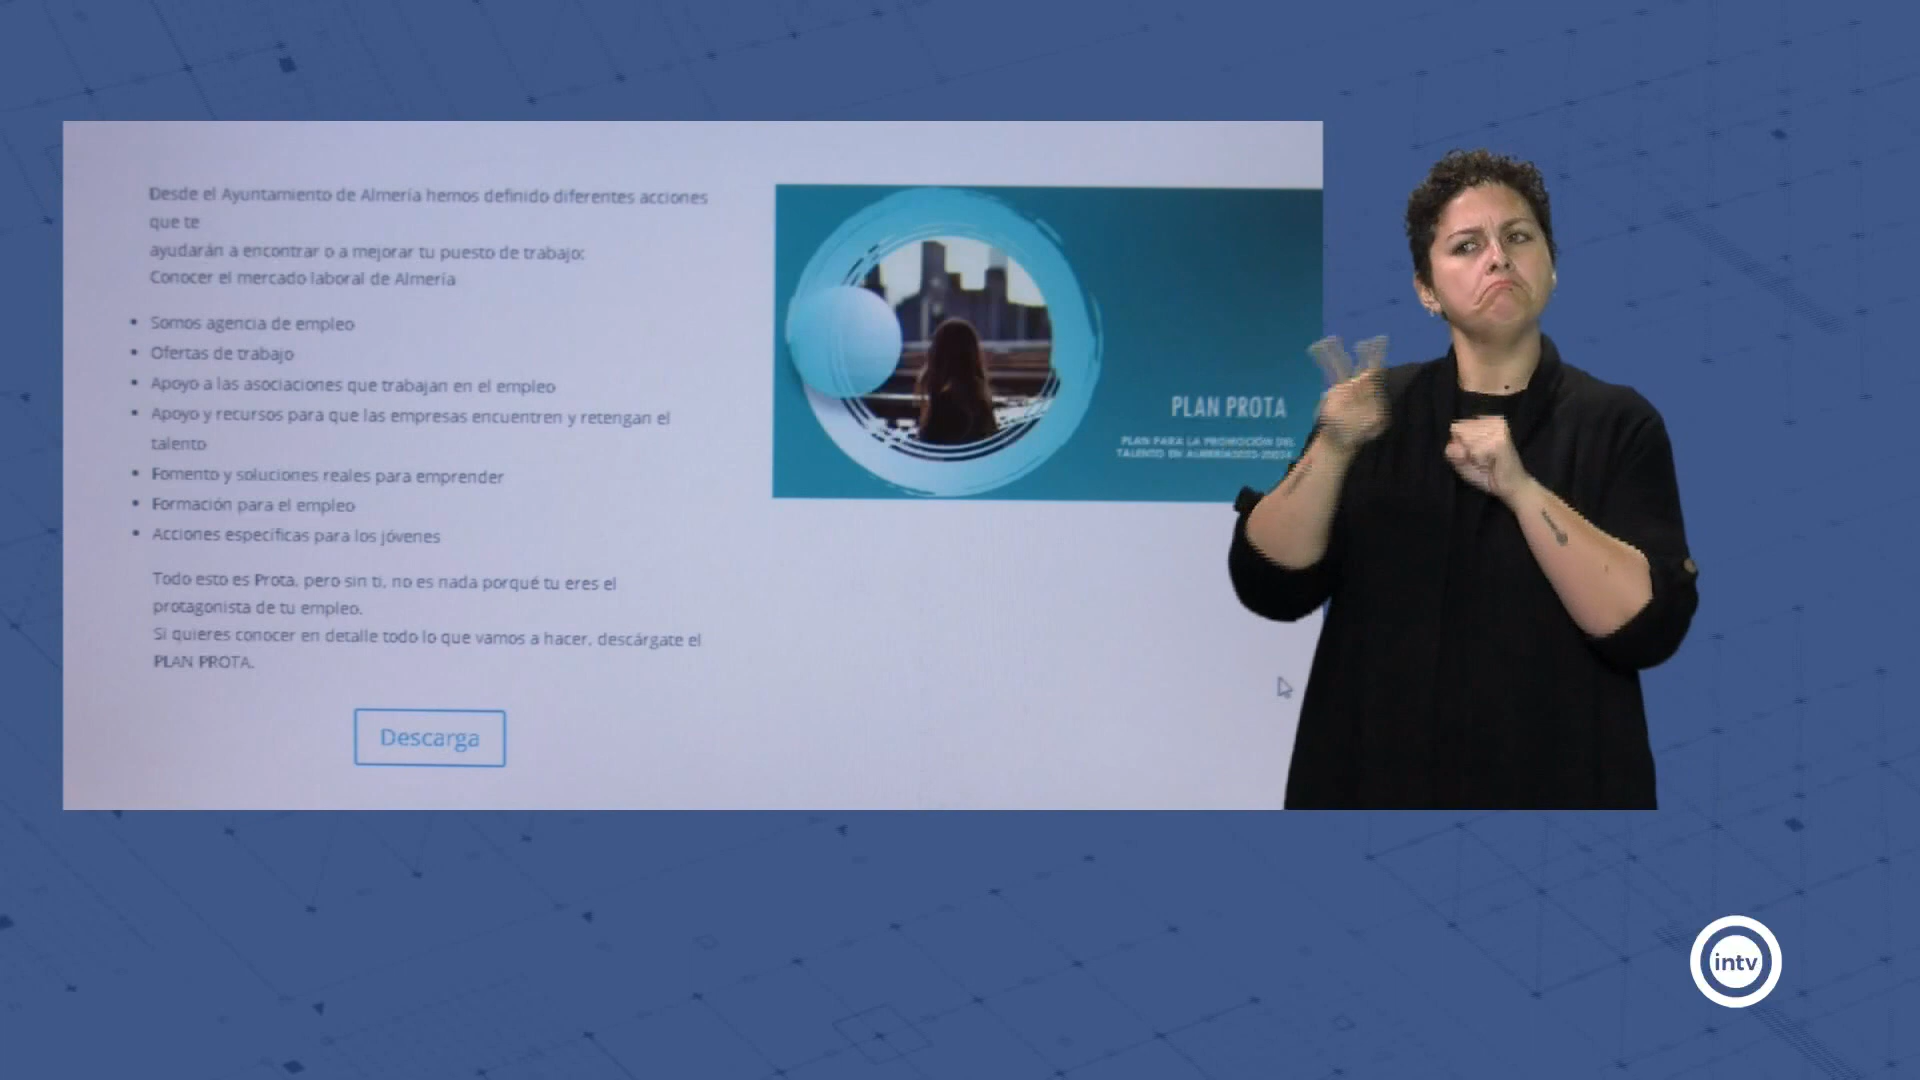 Desde el Ayuntamiento de Almería hemos definido diferentes acciones
que te
ayudarán a encontrar o a mejorar tu puesto de trabajo:
Conocer el mercado laboral de Almería
• Somos agencia de empleo
• Ofertas de trabajo
• Apoyo a las asociaciones que trabajan en el empleo
• Apoyo y recursos para que las empresas encuentren y retengan el
talento
• Fomento y soluciones reales para emprender
• Formación para el empleo
• Acciones específicas para los jóvenes
Todo esto es Prota, pero sin ti, no es nada porqué tu eres el
protagonista de tu empleo.
Si quieres conocer en detalle todo lo que vamos a hacer, descárgate el
PLAN PROTA.
Descarga
PLAN PROTA
PLAN PARA LA PROMOCIÓN DEL
TALENTO EN
intv